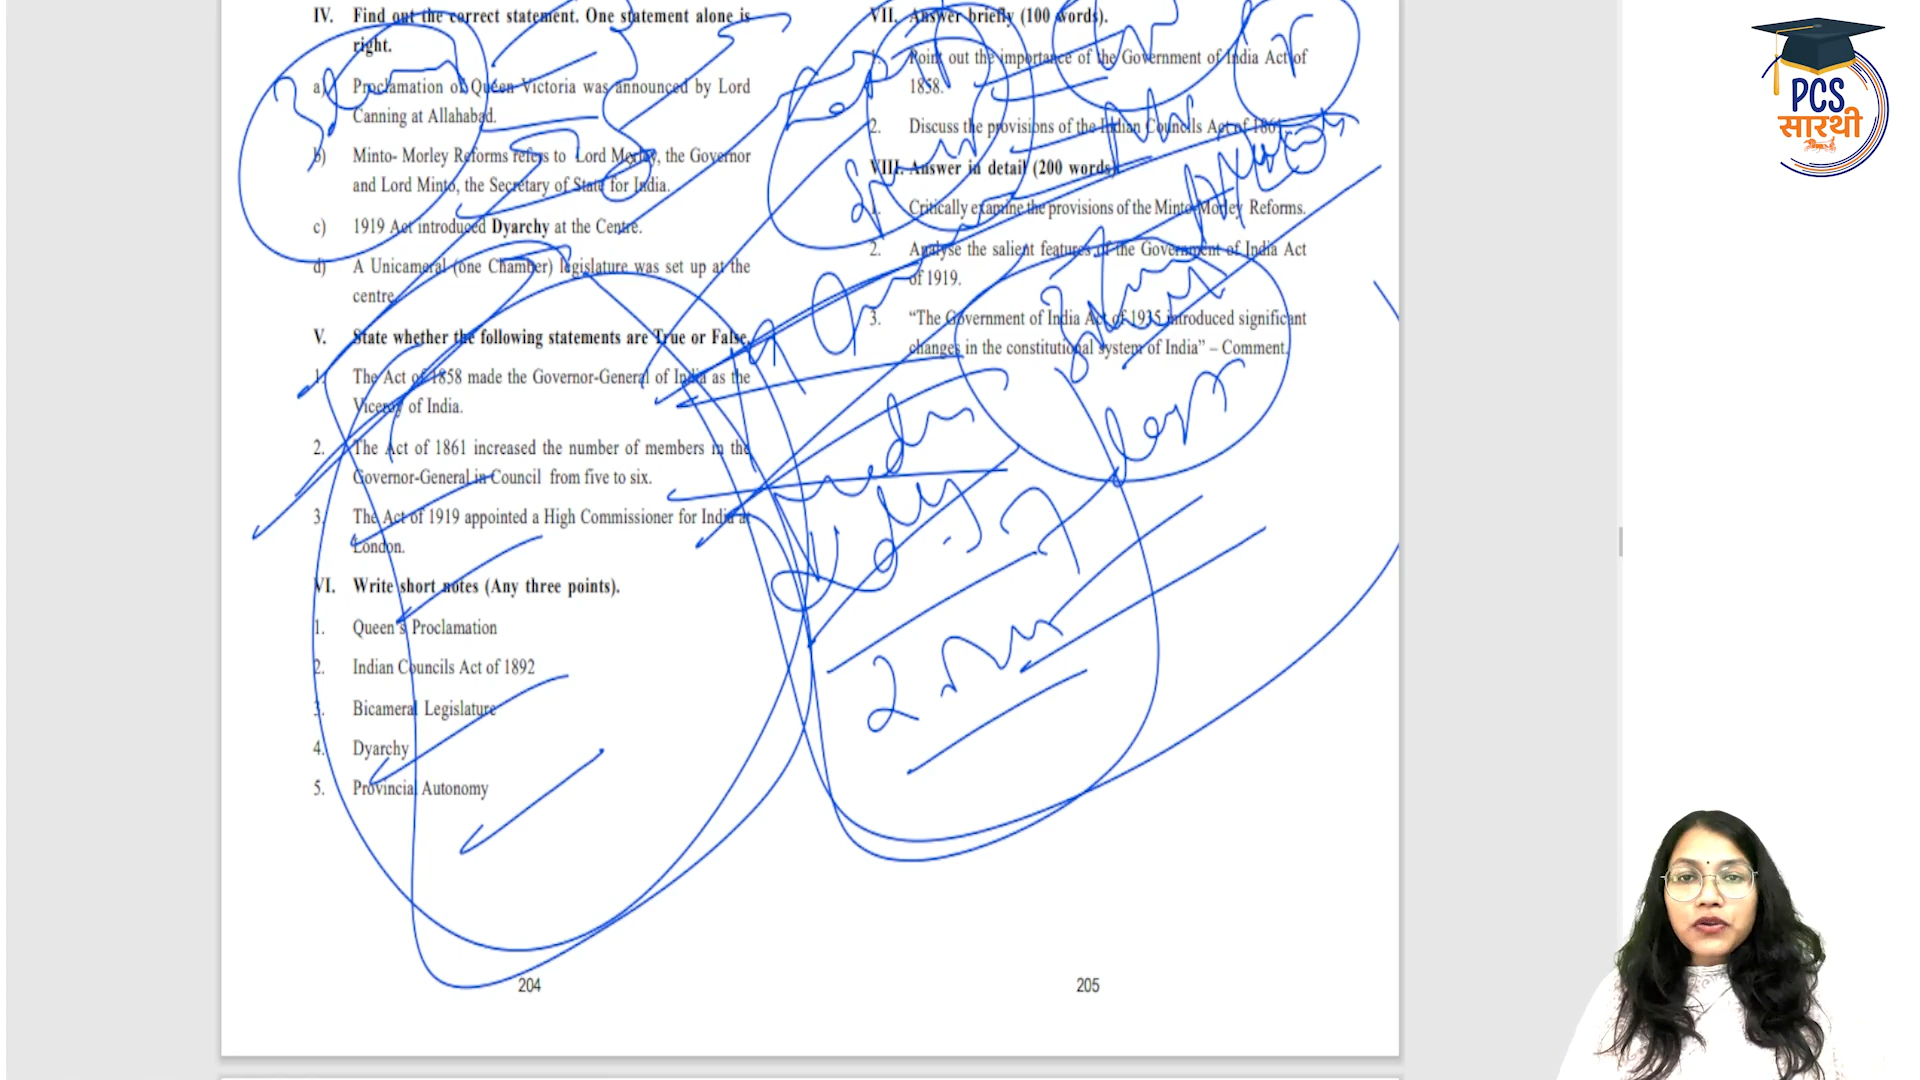 IV. Find out the correct statement. One statement alone is
right.
a) Proclamation of Queen Victoria was announced by Lord
Canning at Allahabad.
b) Minto- Morley Reforms refers to Lord Morley, the Governor
and Lord Minto, the Secretary of State for India.
c) 1919 Act introduced Dyarchy at the Centre.
d) A Unicameral (one Chamber) legislature was set up at the
centre.
V. State whether the following statements are True or False.
1. The Act of 1858 made the Governor-General of India as the
Viceroy of India.
2. The Act of 1861 increased the number of members in the
Governor-General in Council from five to six.
3. The Act of 1919 appointed a High Commissioner for India at
London.
VI. Write short notes (Any three points).
1. Queen's Proclamation
2. Indian Councils Act of 1892
3. Bicameral Legislature
4. Dyarchy
5. Provincial Autonomy
204
VII. Answer briefly (100 words).
1. Point out the importance of the Government of India Act of
1858.
2. Discuss the provisions of the Indian Councils Act of 1861.
VIII. Answer in detail (200 words)
1. Critically examine the provisions of the Minto-Morley Reforms.
2. Analyse the salient features of the Government of India Act
of 1919.
3. “The Government of India Act of 1935 introduced significant
changes in the constitutional system of India” – Comment.
205
PCS
सारथी